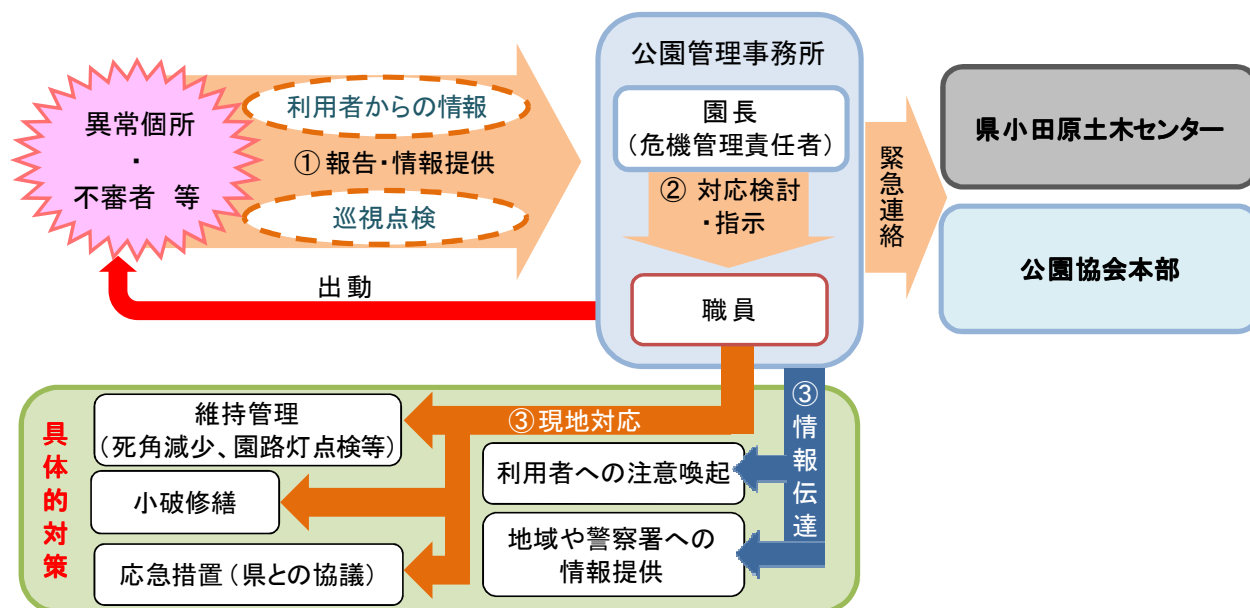 異常個所
・
不審者 等
利用者からの情報
①報告・情報提供
巡視点検
出動
公園管理事務所
園長
(危機管理責任者)
② 対応検討
・指示
職員
緊急連絡
県小田原土木センター
公園協会本部
具体的対策
③現地対応
維持管理
(死角減少、園路灯点検等)
小破修繕
応急措置(県との協議)
③情報伝達
利用者への注意喚起
地域や警察署への
情報提供